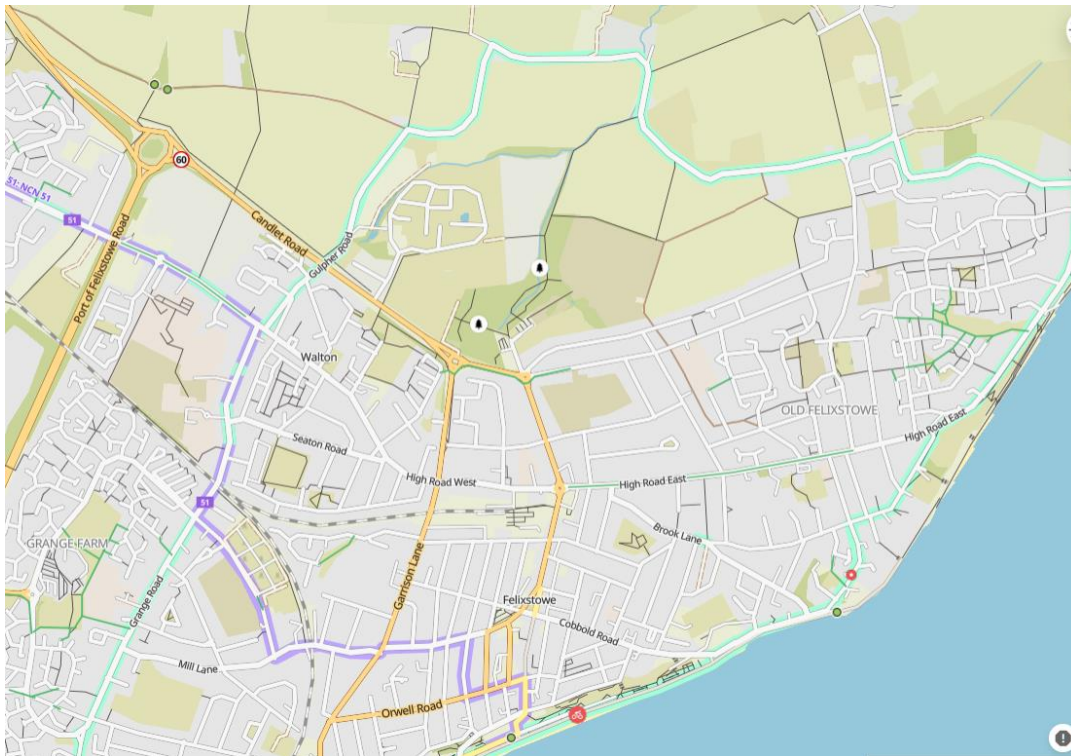 60
51: NCN 51
51
Candlet Road
Port of Felixstowe Road
Gulpher Road
Walton
OLD FELIXSTOWE
High Road East
Seaton Road
High Road West
High Road East
51
Brook Lane
GRANGE FARM
Garrison Lane
Grange Road
Felixstowe
Cobbold Road
Mill Lane
Orwell Road